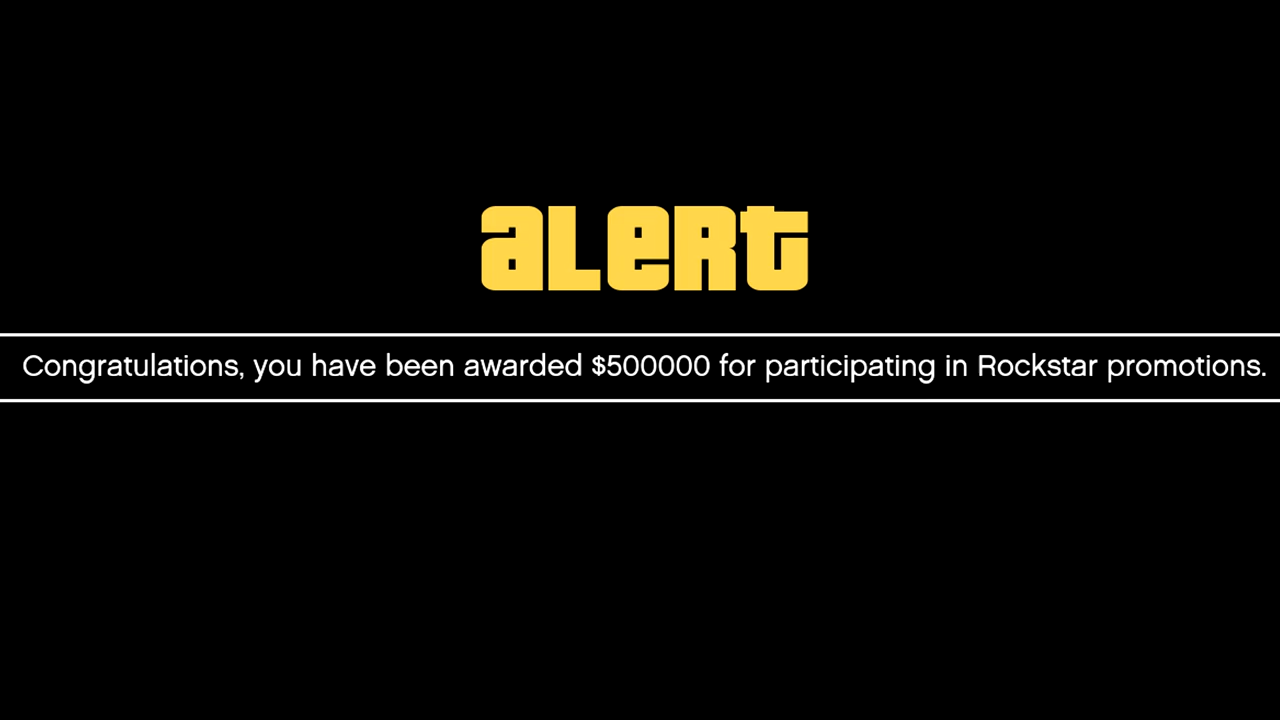 alert
Congratulations, you have been awarded $500000 for participating in Rockstar promotions.